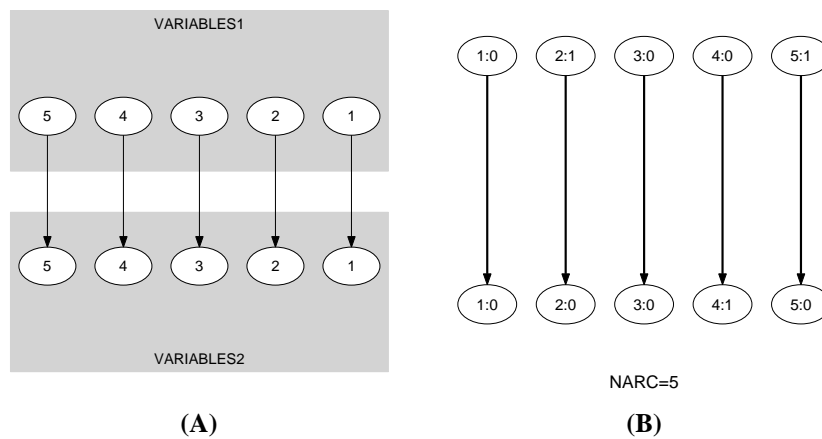 VARIABLES1
5 4 3 2 1
5 4 3 2 1
VARIABLES2
(A)
1:0 2:1 3:0 4:0 5:1
1:0 2:0 3:0 4:1 5:0
NARC=5
(B)